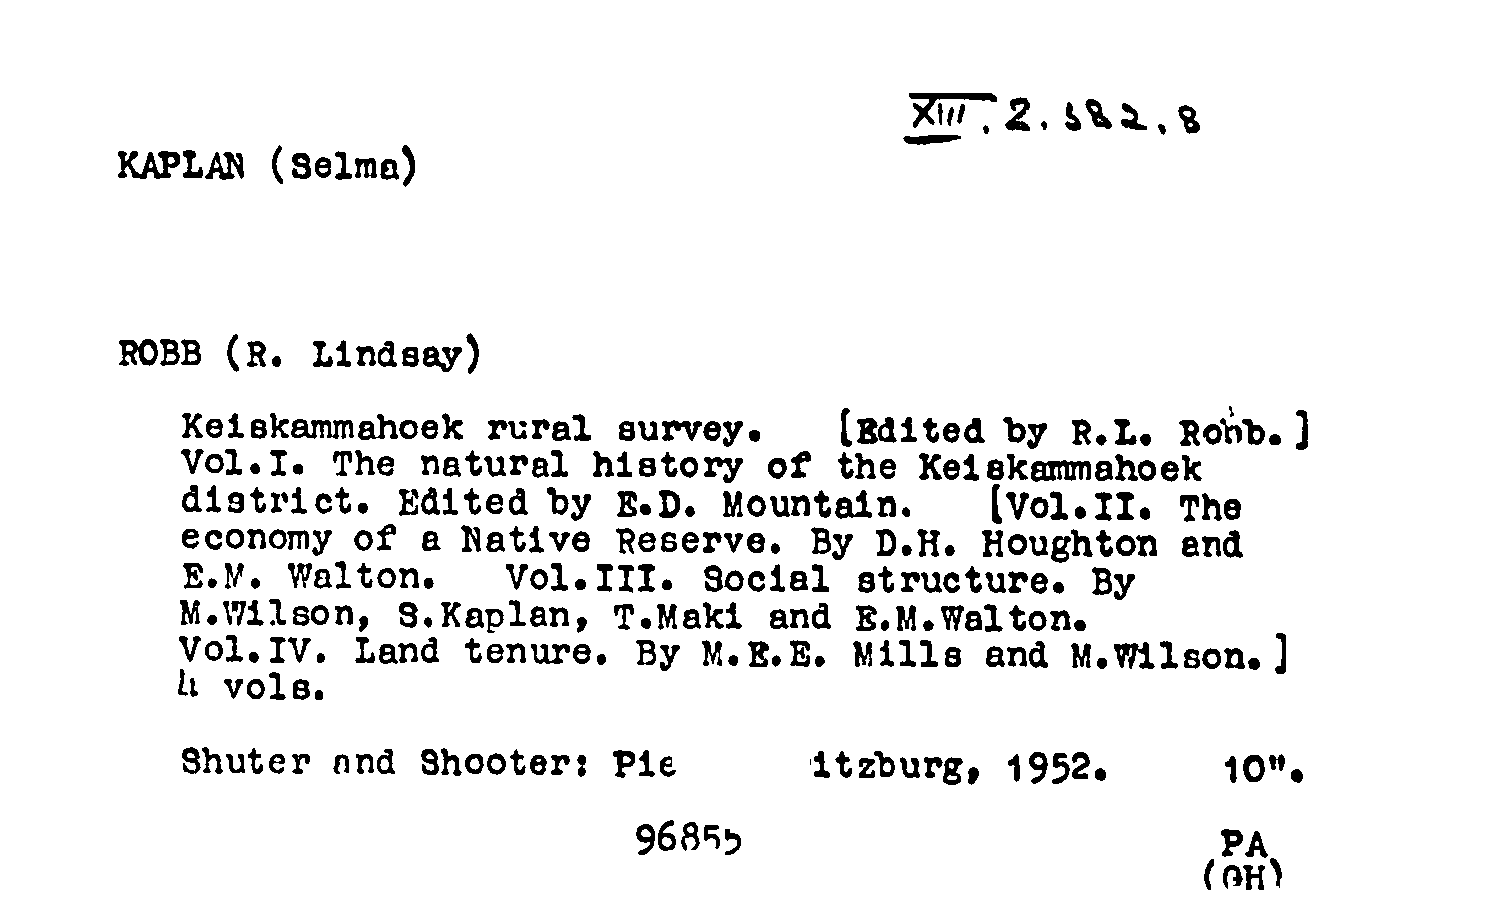 XIII. 2. 582. 8
KAPLAN (Selma)
ROBB (R. Lindsay)
Keiskammahoek rural survey. [Edited by R.L. Robb.]
Vol.I. The natural history of the Keiskammahoek
district. Edited by E.D. Mountain. [Vol.II. The
economy of a Native Reserve. By D.H. Houghton and
E.M. Walton. Vol.III. Social structure. By
M.Wilson, S.Kaplan, T.Maki and E.M.Walton.
Vol.IV. Land tenure. By M.E.E. Mills and M.Wilson.]
4 vols.
Shuter and Shooter: Pie itzburg, 1952. 10".
96855
PA